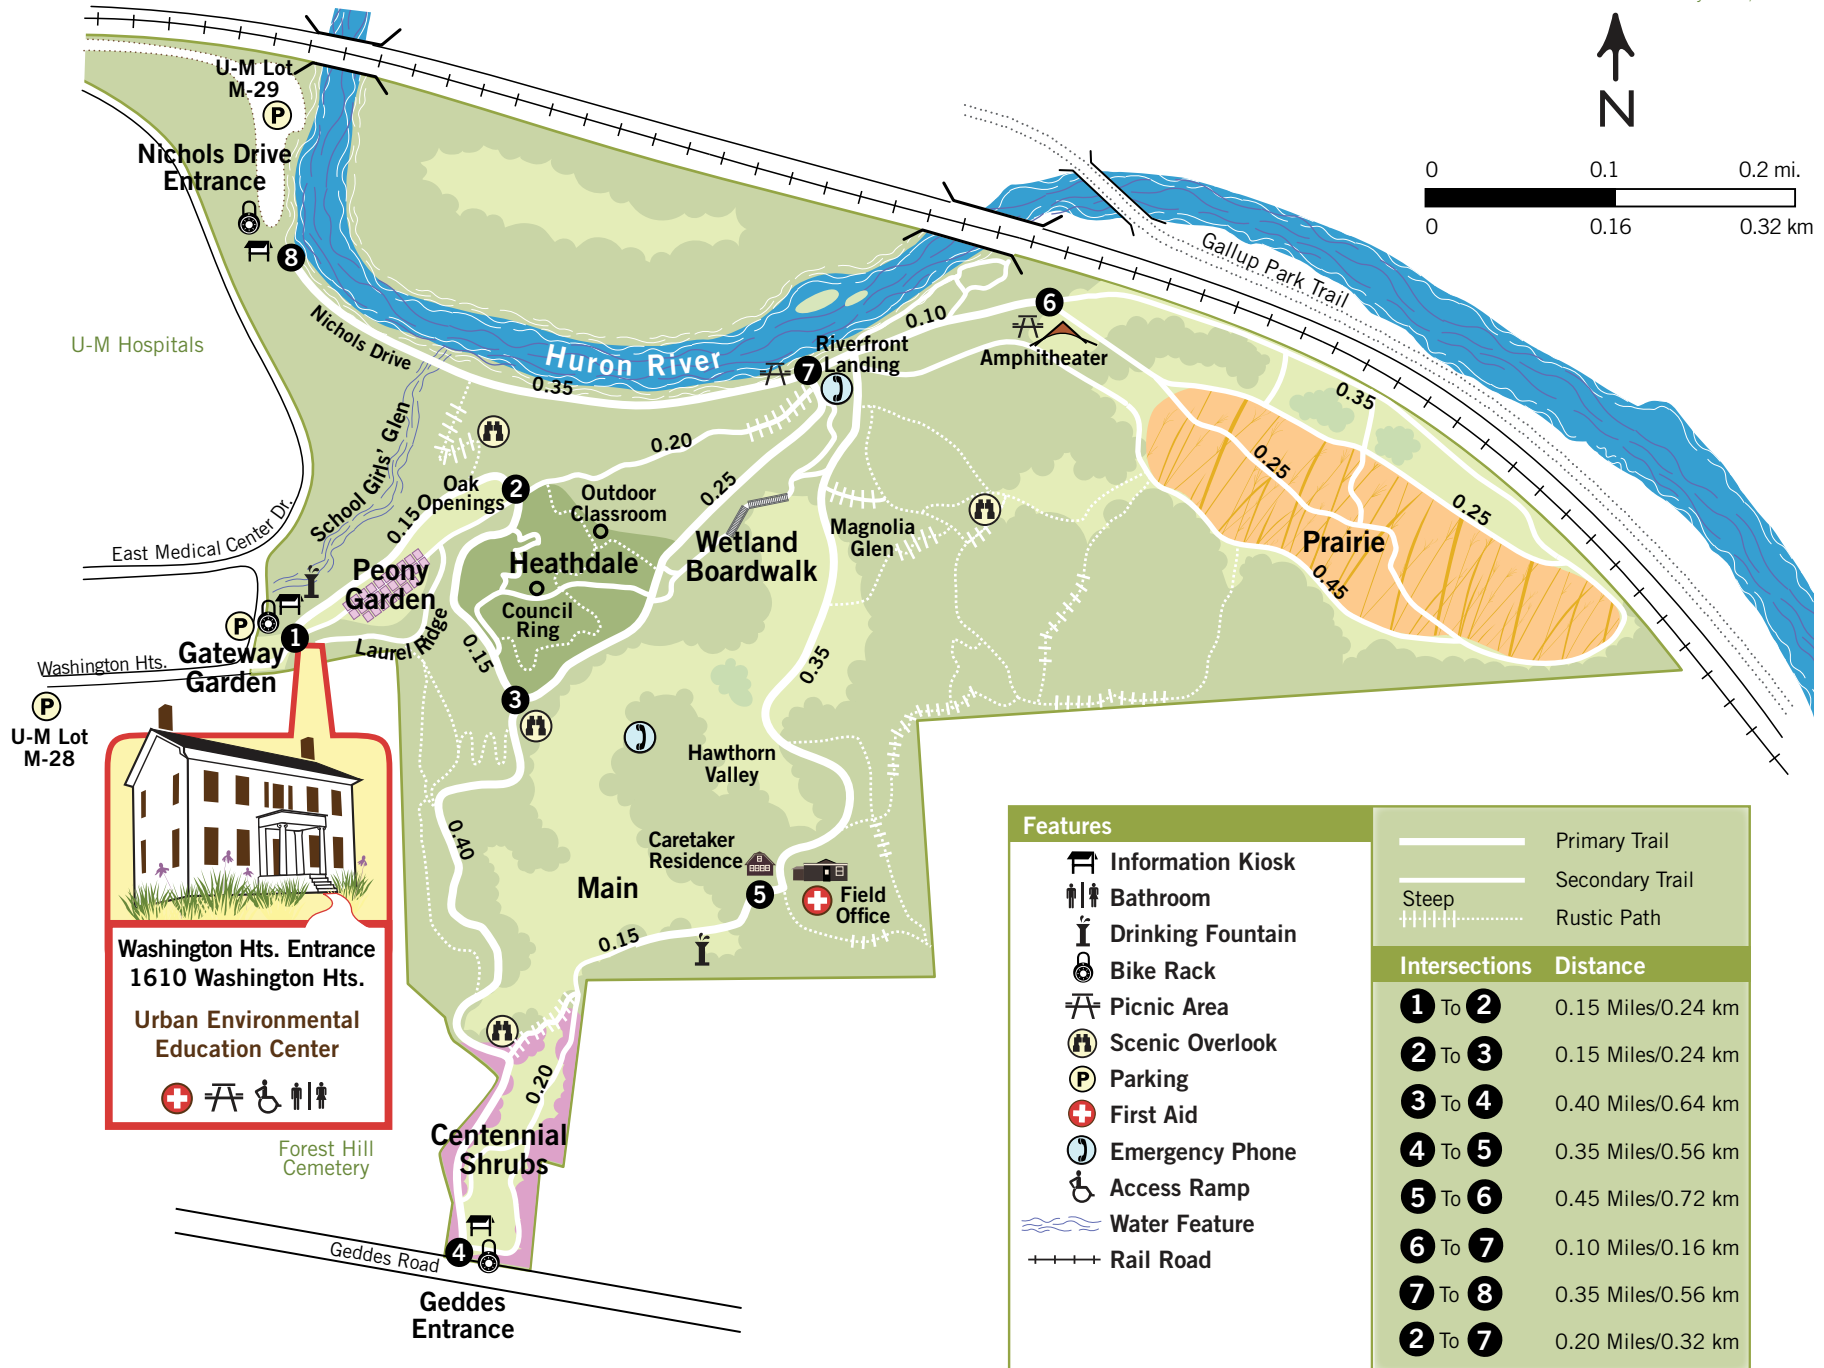 U-M Lot
M-29
P
Nichols Drive
Entrance
8
N
0 0.1 0.2 mi.
0 0.16 0.32 km
Gallup Park Trail
U-M Hospitals
Nichols Drive
Huron River
0.35
7
Riverfront
Landing
0.10
6
Amphitheater
0.35
School Girls' Glen
0.20
0.25
0.25
0.25
Oak
Openings
2
0.15
Outdoor
Classroom
Magnolia
Glen
Wetland
Boardwalk
Prairie
0.45
East Medical Center Dr.
Peony
Garden
Heathdale
Council
Ring
P
1
Laurel Ridge
0.15
0.35
Washington Hts.
Gateway
Garden
3
P
U-M Lot
M-28
Hawthorn
Valley
0.40
Caretaker
Residence
Main
5
Field
Office
0.15
Washington Hts. Entrance
1610 Washington Hts.
Urban Environmental
Education Center
0.20
Centennial
Shrubs
Forest Hill
Cemetery
4
Geddes Road
Geddes
Entrance
Features
Information Kiosk
Bathroom
Drinking Fountain
Bike Rack
Picnic Area
Scenic Overlook
P Parking
First Aid
Emergency Phone
Access Ramp
Water Feature
Rail Road
Primary Trail
Secondary Trail
Steep
Rustic Path
Intersections Distance
1 To 2 0.15 Miles/0.24 km
2 To 3 0.15 Miles/0.24 km
3 To 4 0.40 Miles/0.64 km
4 To 5 0.35 Miles/0.56 km
5 To 6 0.45 Miles/0.72 km
6 To 7 0.10 Miles/0.16 km
7 To 8 0.35 Miles/0.56 km
2 To 7 0.20 Miles/0.32 km